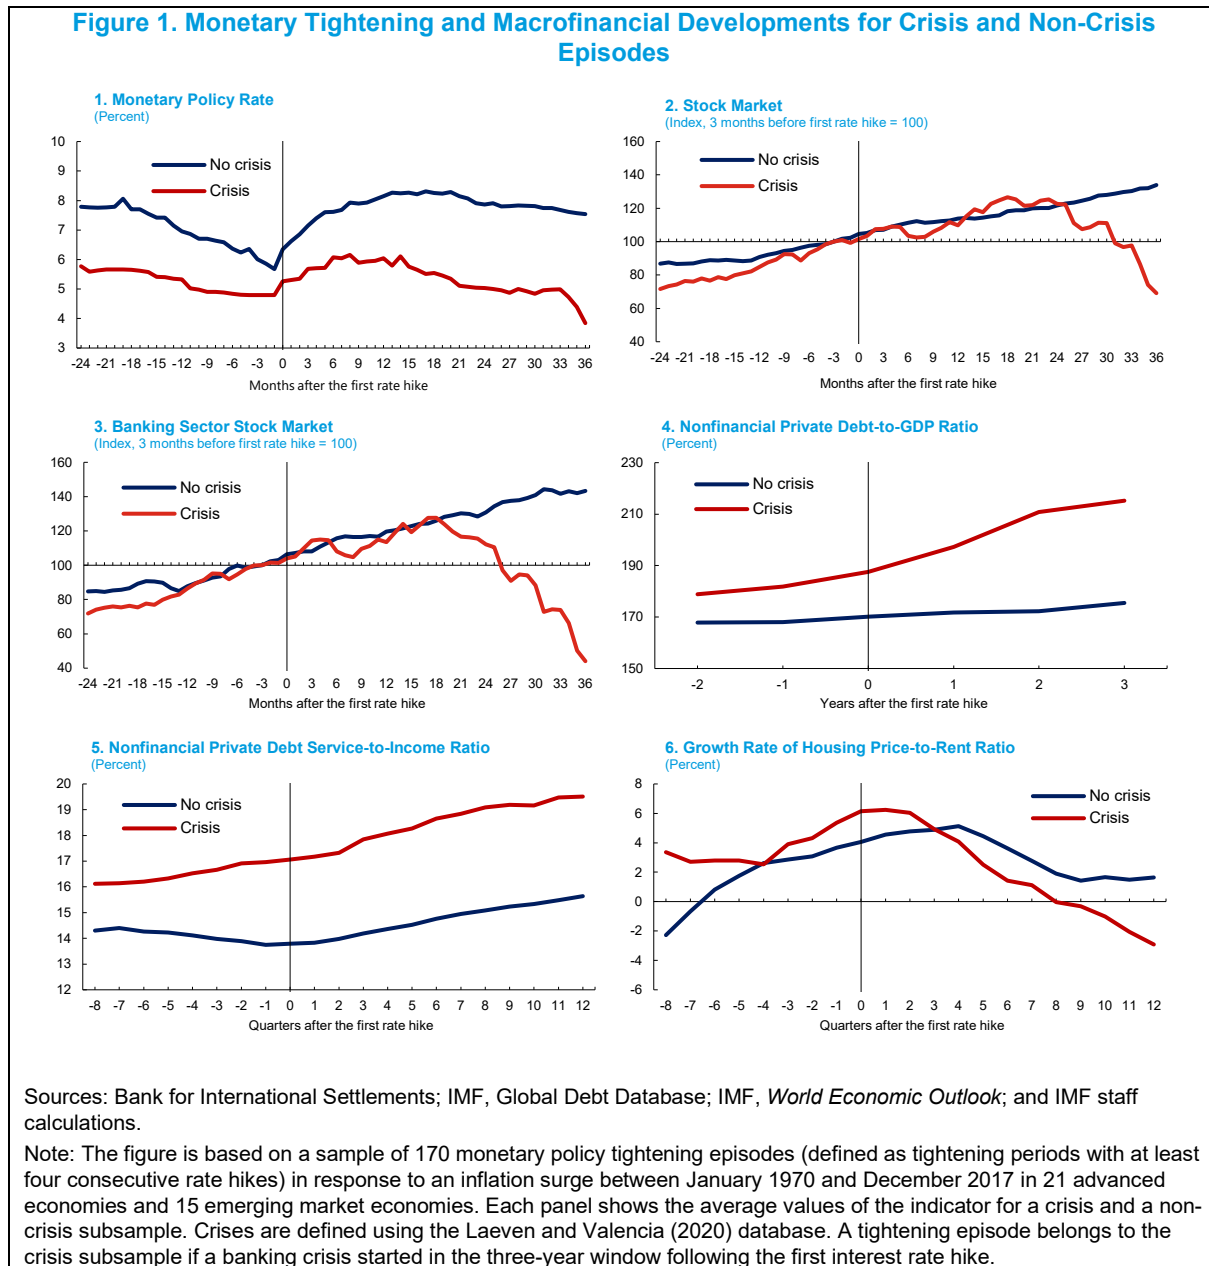 Figure 1. Monetary Tightening and Macrofinancial Developments for Crisis and Non-Crisis
Episodes
1. Monetary Policy Rate
(Percent)
10
9
8
7
6
5
4
3
No crisis
Crisis
-24 -21 -18 -15 -12 -9 -6 -3 0 3 6 9 12 15 18 21 24 27 30 33 36
Months after the first rate hike
2. Stock Market
(Index, 3 months before first rate hike = 100)
160
140
120
100
80
60
40
No crisis
Crisis
-24 -21 -18 -15 -12 -9 -6 -3 0 3 6 9 12 15 18 21 24 27 30 33 36
Months after the first rate hike
3. Banking Sector Stock Market
(Index, 3 months before first rate hike = 100)
160
140
120
100
80
60
40
No crisis
Crisis
-24 -21 -18 -15 -12 -9 -6 -3 0 3 6 9 12 15 18 21 24 27 30 33 36
Months after the first rate hike
4. Nonfinancial Private Debt-to-GDP Ratio
(Percent)
230
210
190
170
150
No crisis
Crisis
-2 -1 0 1 2 3
Years after the first rate hike
5. Nonfinancial Private Debt Service-to-Income Ratio
(Percent)
20
19
18
17
16
15
14
13
12
No crisis
Crisis
-8 -7 -6 -5 -4 -3 -2 -1 0 1 2 3 4 5 6 7 8 9 10 11 12
Quarters after the first rate hike
6. Growth Rate of Housing Price-to-Rent Ratio
(Percent)
8
6
4
2
0
-2
-4
-6
No crisis
Crisis
-8 -7 -6 -5 -4 -3 -2 -1 0 1 2 3 4 5 6 7 8 9 10 11 12
Quarters after the first rate hike
Sources: Bank for International Settlements; IMF, Global Debt Database; IMF, World Economic Outlook; and IMF staff
calculations.
Note: The figure is based on a sample of 170 monetary policy tightening episodes (defined as tightening periods with at least
four consecutive rate hikes) in response to an inflation surge between January 1970 and December 2017 in 21 advanced
economies and 15 emerging market economies. Each panel shows the average values of the indicator for a crisis and a non-
crisis subsample. Crises are defined using the Laeven and Valencia (2020) database. A tightening episode belongs to the
crisis subsample if a banking crisis started in the three-year window following the first interest rate hike.